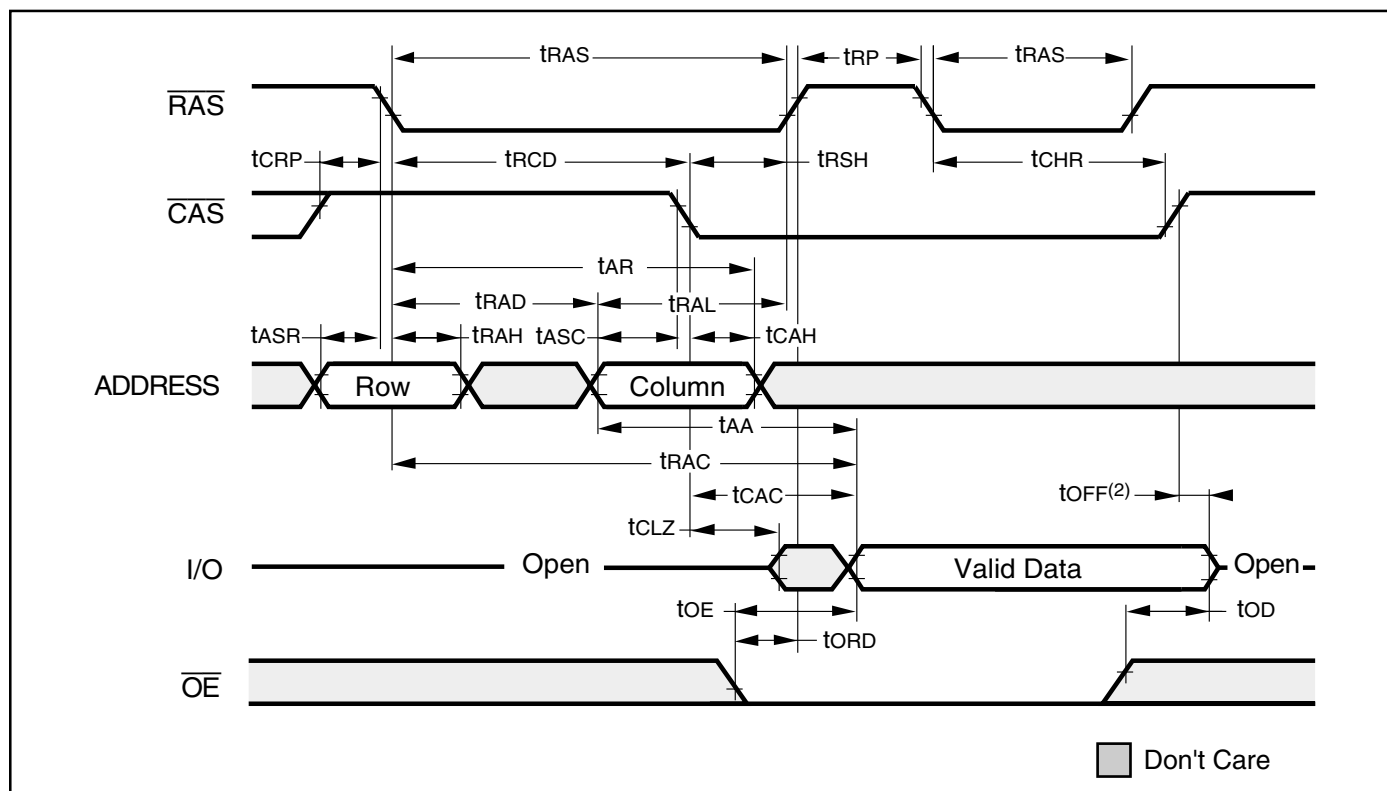 tRAS tRP tRAS
RAS
tCRP tRCD tRSH tCHR
CAS
tAR
tRAD tRAL
tASR tRAH tASC tCAH
ADDRESS Row Column
tAA
tRAC
tCAC tOFF(2)
tCLZ
I/O Open Valid Data Open
tOE tOD
tORD
OE
Don't Care